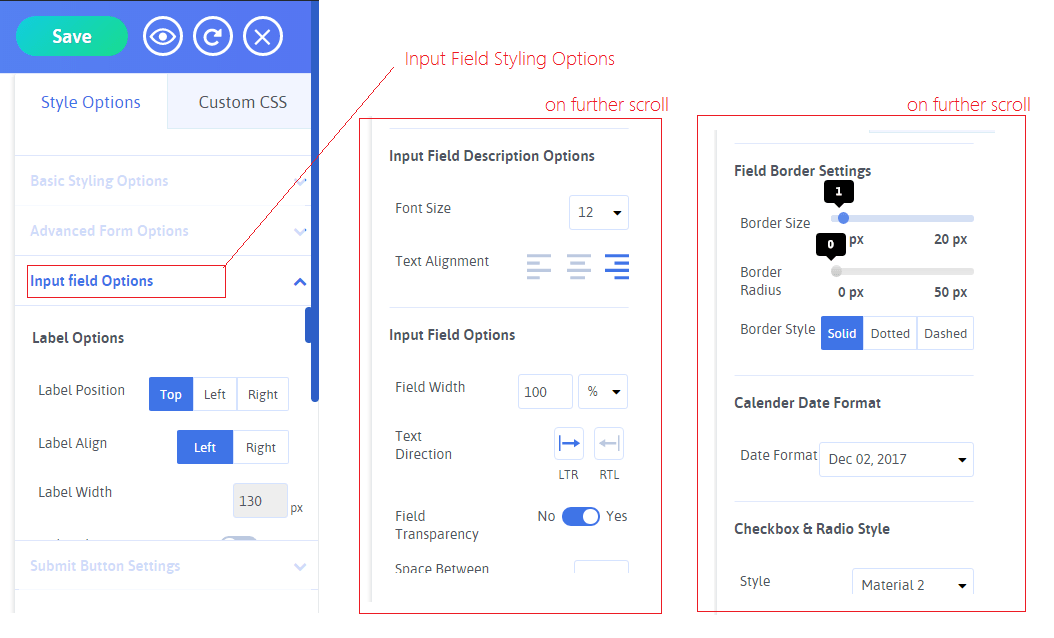 Save
Style Options
Custom CSS
Basic Styling Options
Advanced Form Options
Input field Options
Label Options
Label Position Top Left Right
Label Align Left Right
Label Width 130 px
Submit Button Settings
Input Field Styling Options
on further scroll
Input Field Description Options
Font Size 12
Text Alignment
Input Field Options
Field Width 100 %
Text
Direction
LTR RTL
Field
Transparency
No Yes
Space Between
on further scroll
Field Border Settings
1
Border Size
px 20 px
0
Border
Radius
0 px 50 px
Border Style Solid Dotted Dashed
Calender Date Format
Date Format Dec 02, 2017
Checkbox & Radio Style
Style Material 2